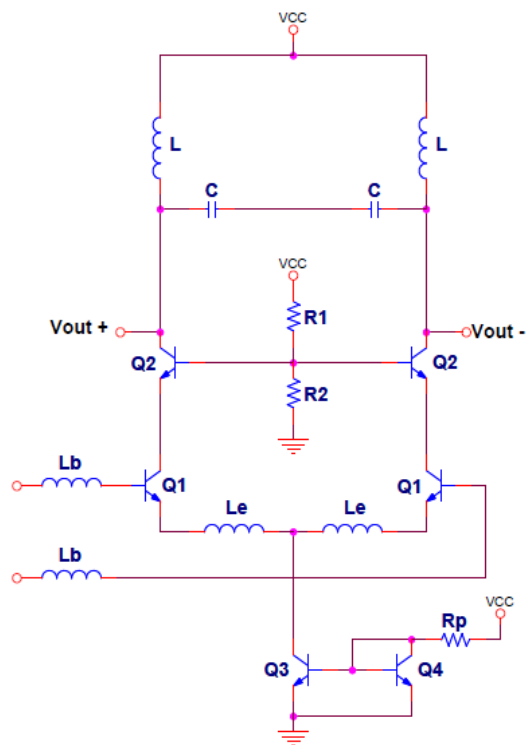 VCC
L L
C C
VCC
R1
Vout + Vout -
Q2 Q2
R2
Lb
Q1 Q1
Le Le
Lb
VCC
Rp
Q3 Q4